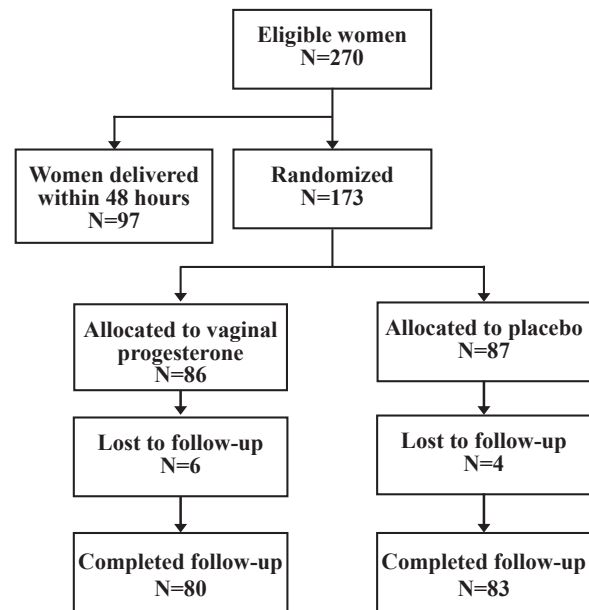 Eligible women
N=270
Women delivered
within 48 hours
N=97
Randomized
N=173
Allocated to vaginal
progesterone
N=86
Allocated to placebo
N=87
Lost to follow-up
N=6
Lost to follow-up
N=4
Completed follow-up
N=80
Completed follow-up
N=83